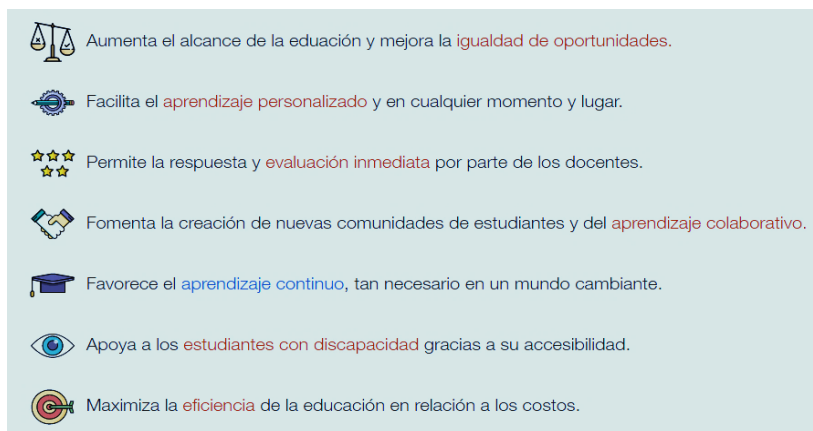 Aumenta el alcance de la eduación y mejora la igualdad de oportunidades.
Facilita el aprendizaje personalizado y en cualquier momento y lugar.
Permite la respuesta y evaluación inmediata por parte de los docentes.
Fomenta la creación de nuevas comunidades de estudiantes y del aprendizaje colaborativo.
Favorece el aprendizaje continuo, tan necesario en un mundo cambiante.
Apoya a los estudiantes con discapacidad gracias a su accesibilidad.
Maximiza la eficiencia de la educación en relación a los costos.